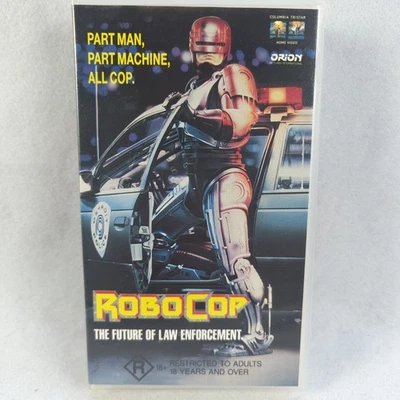 PART MAN,
PART MACHINE,
ALL COP.
COLUMBIA TRISTAR
HOME VIDEO
ORION
ROBOCOP
THE FUTURE OF LAW ENFORCEMENT.
R 18+ RESTRICTED TO ADULTS
18 YEARS AND OVER